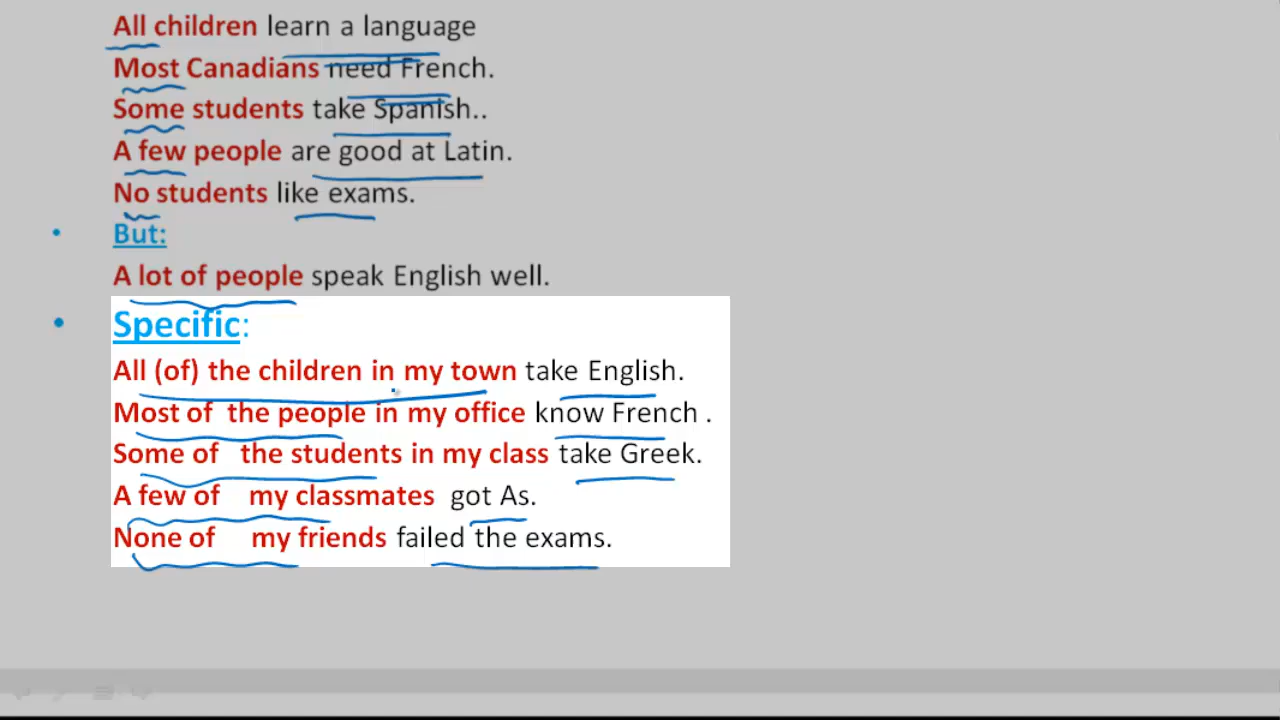 All children learn a language
Most Canadians need French.
Some students take Spanish..
A few people are good at Latin.
No students like exams.
• But:
A lot of people speak English well.
• Specific:
All (of) the children in my town take English.
Most of the people in my office know French .
Some of the students in my class take Greek.
A few of my classmates got As.
None of my friends failed the exams.